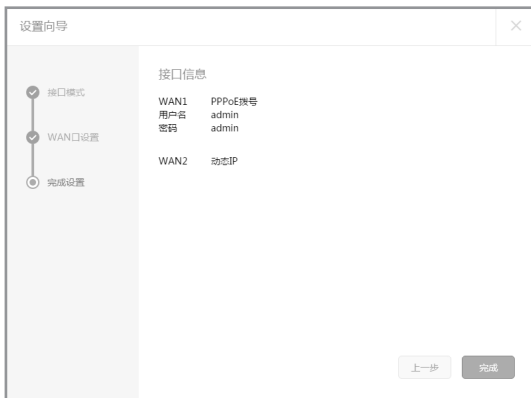 设置向导
接口模式
WAN口设置
完成设置
接口信息
WAN1 PPPoE拨号
用户名 admin
密码 admin
WAN2 动态IP
上一步 完成